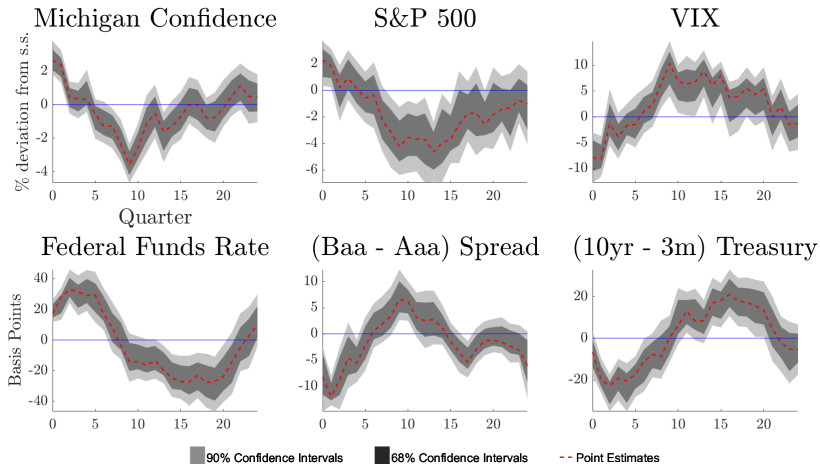 Michigan Confidence
S&P 500
VIX
% deviation from s.s.
2
0
-2
-4
0 5 10 15 20
Quarter
2
0
-2
-4
-6
0 5 10 15 20
10
5
0
-5
-10
0 5 10 15 20
Federal Funds Rate
(Baa - Aaa) Spread
(10yr - 3m) Treasury
Basis Points
40
20
0
-20
-40
0 5 10 15 20
10
5
0
-5
-10
0 5 10 15 20
20
0
-20
0 5 10 15 20
90% Confidence Intervals
68% Confidence Intervals
Point Estimates